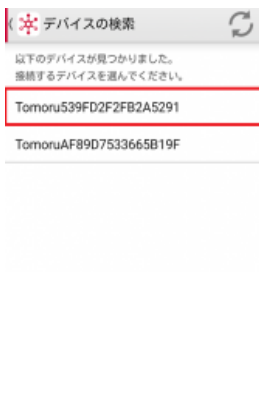 デバイスの検索
以下のデバイスが見つかりました。
接続するデバイスを選んでください。
Tomoru539FD2F2FB2A5291
TomoruAF89D7533665B19F